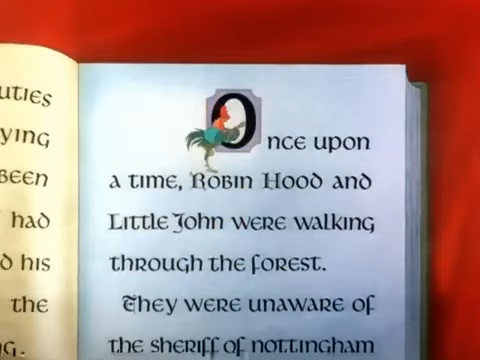 uties
ying
been
had
d his
the
g.
Once upon
a time, Robin Hood and
Little John were walking
through the forest.
They were unaware of
the sheriff of nottingham